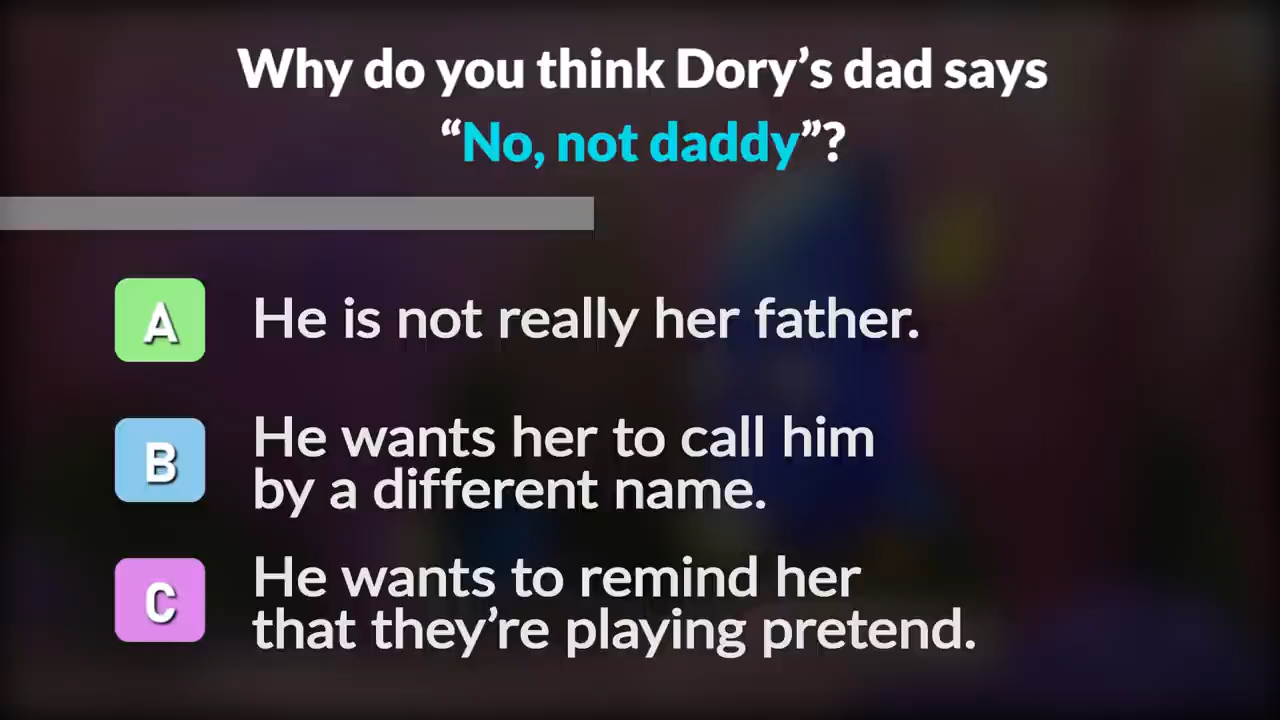 Why do you think Dory’s dad says
“No, not daddy”?
A He is not really her father.
B He wants her to call him
by a different name.
C He wants to remind her
that they’re playing pretend.